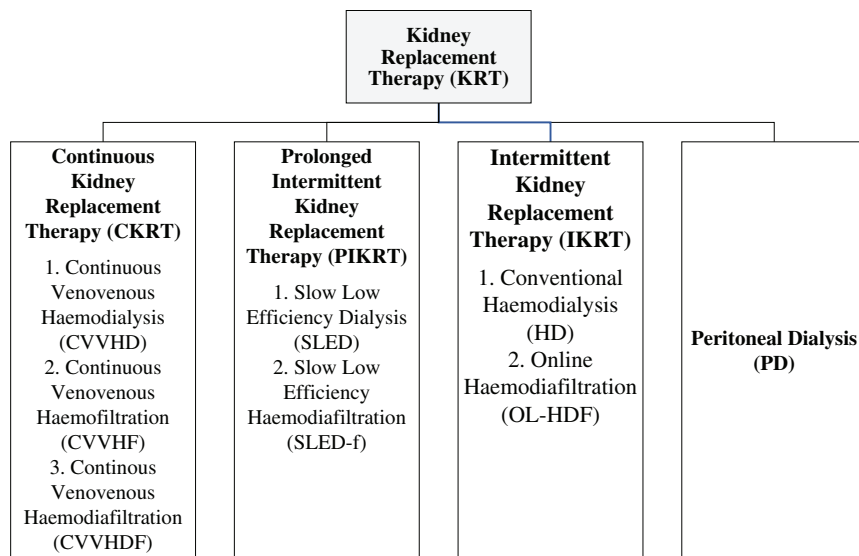 Kidney
Replacement
Therapy (KRT)
Continuous
Kidney
Replacement
Therapy (CKRT)
1. Continuous
Venovenous
Haemodialysis
(CVVHD)
2. Continuous
Venovenous
Haemofiltration
(CVVHF)
3. Continous
Venovenous
Haemodiafiltration
(CVVHDF)
Prolonged
Intermittent
Kidney
Replacement
Therapy (PIKRT)
1. Slow Low
Efficiency Dialysis
(SLED)
2. Slow Low
Efficiency
Haemodiafiltration
(SLED-f)
Intermittent
Kidney
Replacement
Therapy (IKRT)
1. Conventional
Haemodialysis
(HD)
2. Online
Haemodiafiltration
(OL-HDF)
Peritoneal Dialysis
(PD)